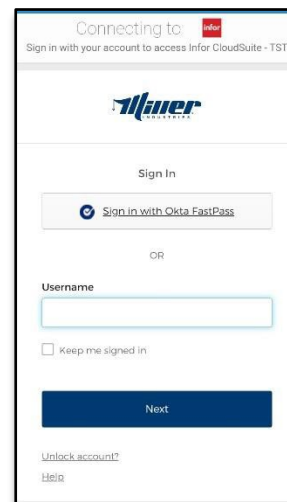 Connecting to
infor
Sign in with your account to access Infor CloudSuite - TST
Miller
INDUSTRIES
Sign In
Sign in with Okta FastPass
OR
Username
Keep me signed in
Next
Unlock account?
Help